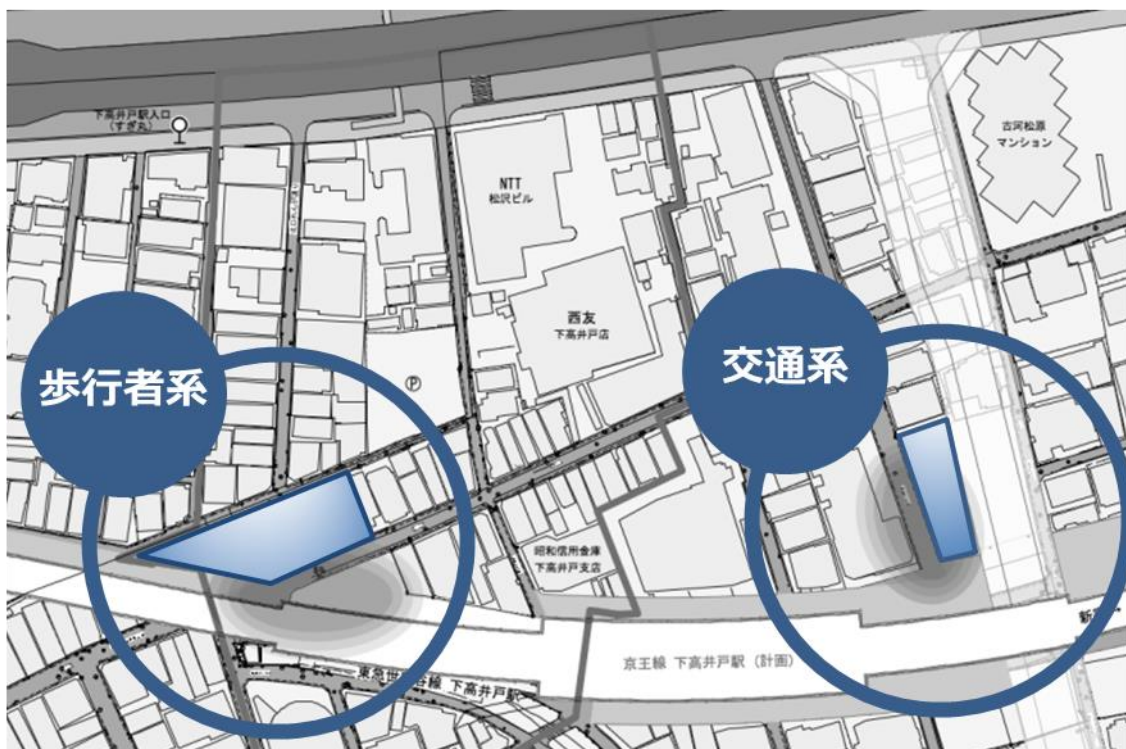 下高井戸駅入口
(すぎ丸)
古河松原
マンション
NTT
松沢ビル
西友
下高井戸店
P
歩行者系
交通系
昭和信用金庫
下高井戸支店
京王線 下高井戸駅(計画)
東急世田谷線 下高井戸駅